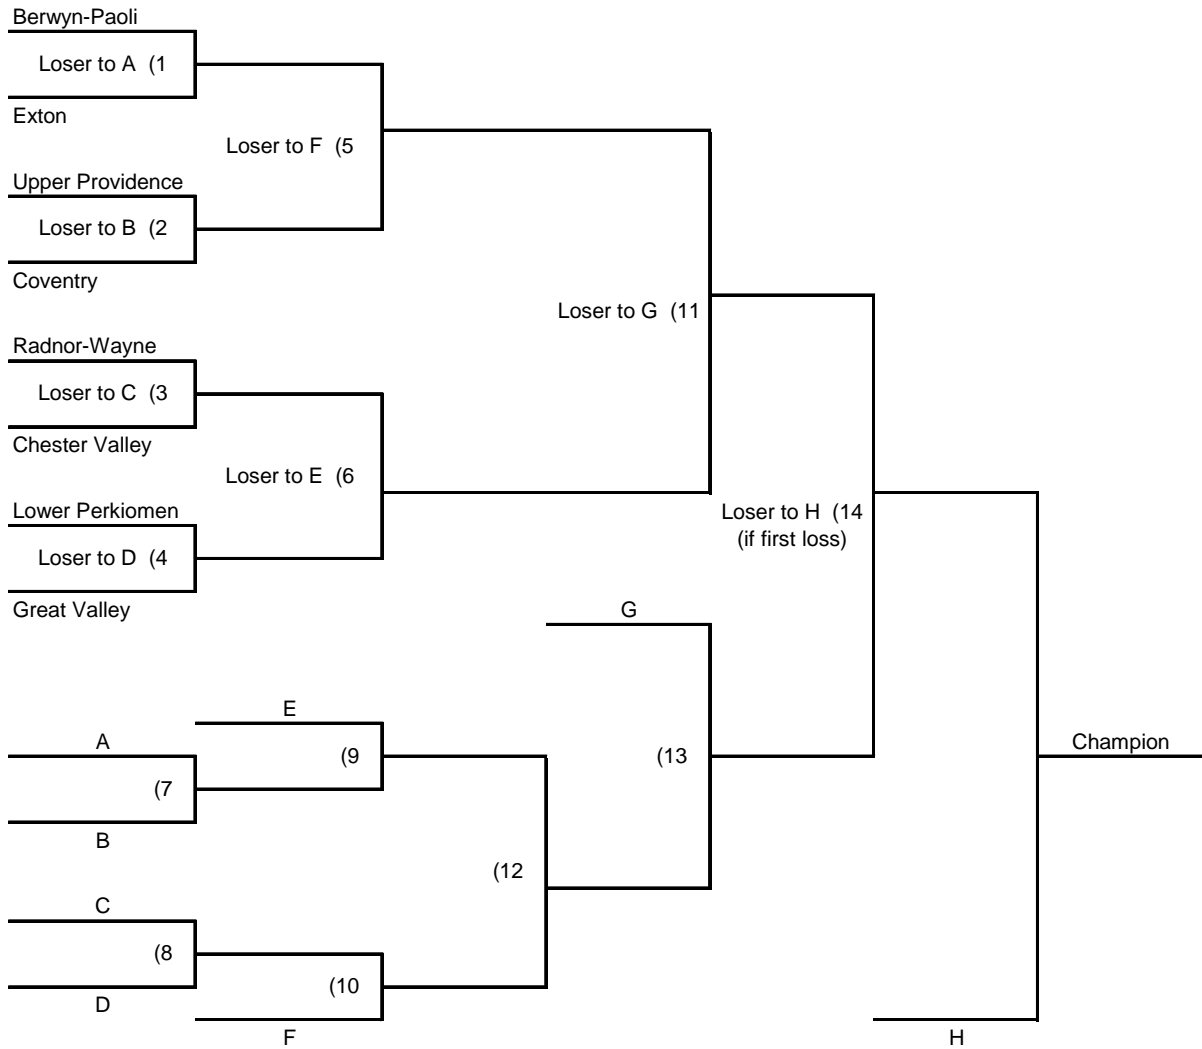 Berwyn-Paoli
Loser to A (1
Exton
Loser to F (5
Upper Providence
Loser to B (2
Coventry
Loser to G (11
Radnor-Wayne
Loser to C (3
Chester Valley
Loser to E (6
Lower Perkiomen
Loser to H (14
(if first loss)
Loser to D (4
Great Valley
G
E
A
(9
(13
Champion
(7
B
(12
C
(8
(10
D
F
H